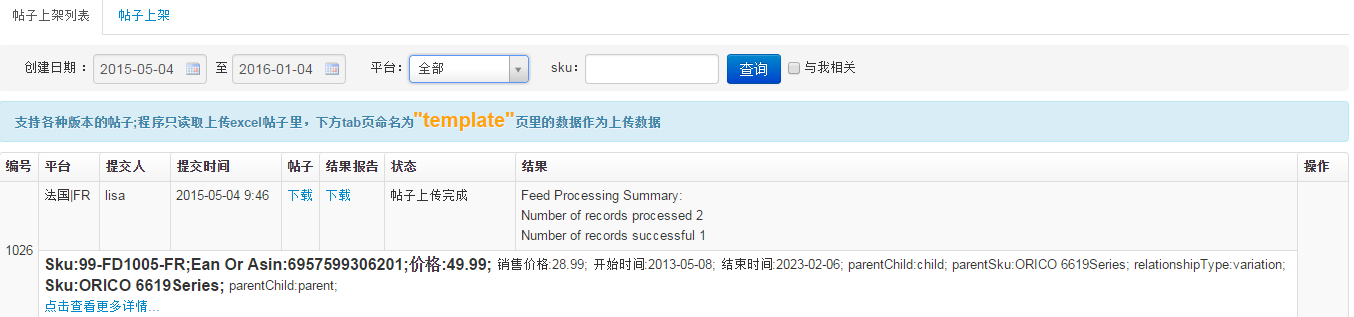 帖子上架列表 帖子上架
创建日期： 2015-05-04 至 2016-01-04 平台: 全部 sku: 查询 与我相关
支持各种版本的帖子;程序只读取上传excel帖子里，下方tab页命名为"template"页里的数据作为上传数据
编号 平台 提交人 提交时间 帖子 结果报告 状态 结果 操作
法国|FR lisa 2015-05-04 9:46 下载 下载 帖子上传完成 Feed Processing Summary:
Number of records processed 2
Number of records successful 1
1026
Sku:99-FD1005-FR;Ean Or Asin:6957599306201;价格:49.99; 销售价格:28.99; 开始时间:2013-05-08; 结束时间:2023-02-06; parentChild:child; parentSku:ORICO 6619Series; relationshipType:variation;
Sku:ORICO 6619Series; parentChild:parent;
点击查看更多详情...